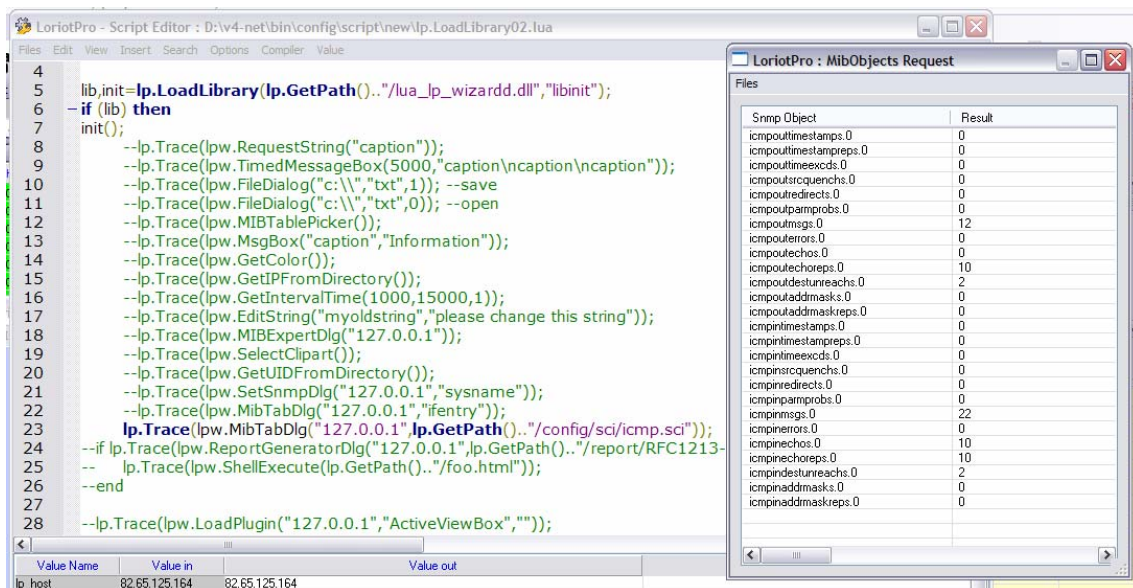 LoriotPro - Script Editor : D:\v4-net\bin\config\script\new\lp.LoadLibrary02.lua
Files Edit View Insert Search Options Compiler Value
4
5 lib,init=lp.LoadLibrary(lp.GetPath().."/lua_lp_wizardd.dll","libinit");
6 if (lib) then
7 init();
8 --lp.Trace(lpw.RequestString("caption"));
9 --lp.Trace(lpw.TimedMessageBox(5000,"caption\ncaption\ncaption"));
10 --lp.Trace(lpw.FileDialog("c:\\","txt",1)); --save
11 --lp.Trace(lpw.FileDialog("c:\\","txt",0)); --open
12 --lp.Trace(lpw.MIBTablePicker());
13 --lp.Trace(lpw.MsgBox("caption","Information"));
14 --lp.Trace(lpw.GetColor());
15 --lp.Trace(lpw.GetIPFromDirectory());
16 --lp.Trace(lpw.GetIntervalTime(1000,15000,1));
17 --lp.Trace(lpw.EditString("myoldstring","please change this string"));
18 --lp.Trace(lpw.MIBExpertDlg("127.0.0.1"));
19 --lp.Trace(lpw.SelectClipart());
20 --lp.Trace(lpw.GetUIDFromDirectory());
21 --lp.Trace(lpw.SetSnmpDlg("127.0.0.1","sysname"));
22 --lp.Trace(lpw.MibTabDlg("127.0.0.1","ifentry"));
23 lp.Trace(lpw.MibTabDlg("127.0.0.1",lp.GetPath().."/config/sci/icmp.sci"));
24 --if lp.Trace(lpw.ReportGeneratorDlg("127.0.0.1",lp.GetPath().."/report/RFC1213-
25 -- lp.Trace(lpw.ShellExecute(lp.GetPath().."/foo.html"));
26 --end
27
28 --lp.Trace(lpw.LoadPlugin("127.0.0.1","ActiveViewBox",""));
Value Name Value in Value out
lp_host 82.65.125.164 82.65.125.164
LoriotPro : MibObjects Request
Files
Snmp Object Result
icmpouttimestamps.0 0
icmpouttimestampreps.0 0
icmpouttimeexcds.0 0
icmpoutsrcquenchs.0 0
icmpoutredirects.0 0
icmpoutparmprobs.0 0
icmpoutmsgs.0 12
icmpouterrors.0 0
icmpoutechos.0 0
icmpoutechoreps.0 10
icmpoutdestunreachs.0 2
icmpoutaddrmasks.0 0
icmpoutaddrmaskreps.0 0
icmpintimestamps.0 0
icmpintimestampreps.0 0
icmpintimeexcds.0 0
icmpinsrcquenchs.0 0
icmpinredirects.0 0
icmpinparmprobs.0 0
icmpinmsgs.0 22
icmpinerrors.0 0
icmpinechos.0 10
icmpinechoreps.0 10
icmpindestunreachs.0 2
icmpinaddrmasks.0 0
icmpinaddrmaskreps.0 0